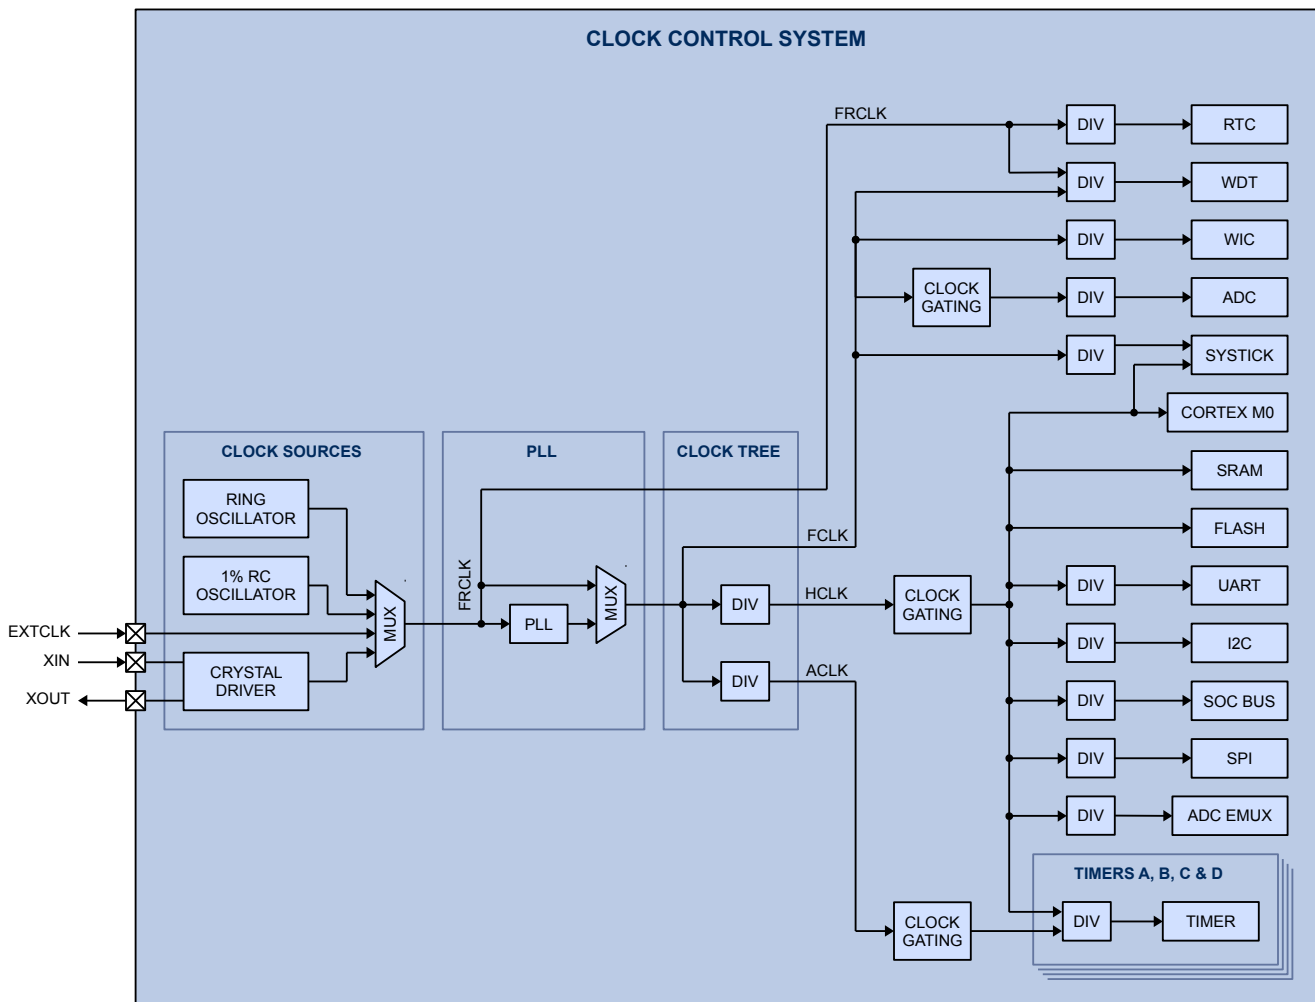 CLOCK CONTROL SYSTEM
FRCLK
DIV
RTC
DIV
WDT
DIV
WIC
CLOCK
GATING
DIV
ADC
DIV
SYSTICK
CORTEX M0
CLOCK SOURCES
PLL
CLOCK TREE
SRAM
RING
OSCILLATOR
FLASH
FCLK
1% RC
OSCILLATOR
MUX
FRCLK
PLL
MUX
DIV
HCLK
CLOCK
GATING
DIV
UART
EXTCLK
XIN
XOUT
CRYSTAL
DRIVER
DIV
ACLK
DIV
I2C
DIV
SOC BUS
DIV
SPI
DIV
ADC EMUX
TIMERS A, B, C & D
CLOCK
GATING
DIV
TIMER